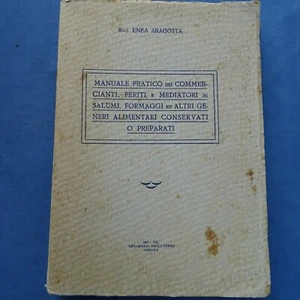 RAG. ENEA ARAGOSTA
MANUALE PRATICO DEI COMMER-
CIANTI, PERITI E MEDIATORI IN
SALUMI, FORMAGGI ED ALTRI GE-
NERI ALIMENTARI CONSERVATI
O PREPARATI